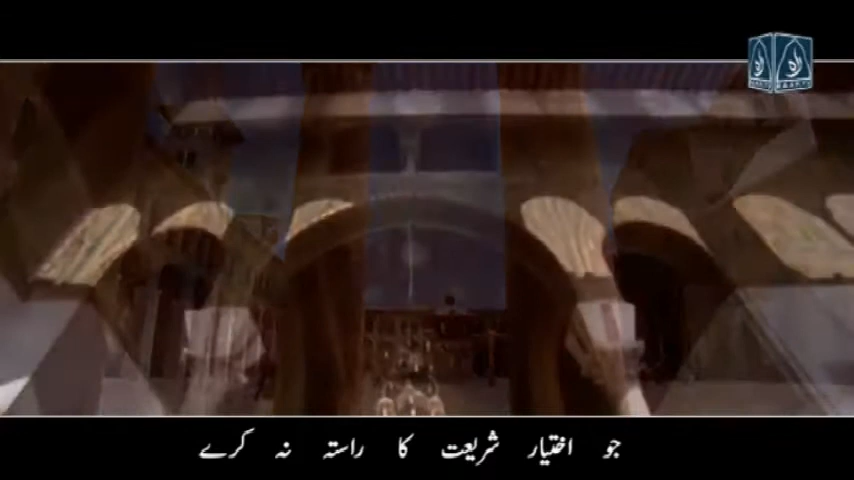 جو اختیار شریعت کا راستہ نہ کرے